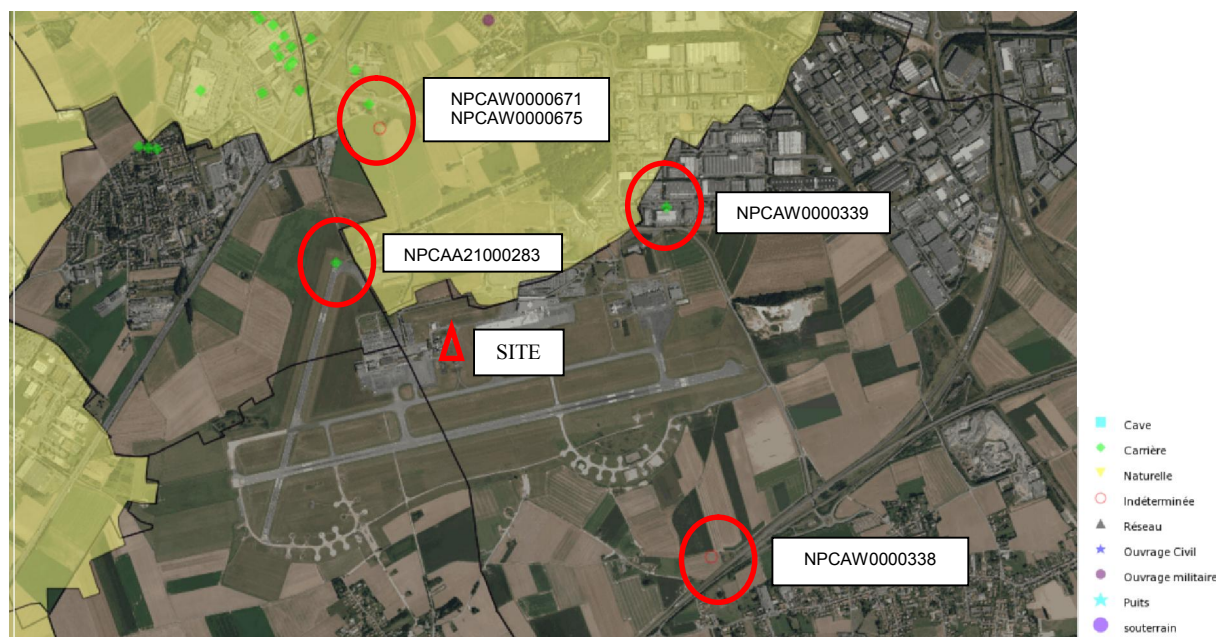 NPCAW0000671
NPCAW0000675
NPCAW0000339
NPCAA21000283
SITE
NPCAW0000338
Cave
Carrière
Naturelle
Indéterminée
Réseau
Ouvrage Civil
Ouvrage militaire
Puits
souterrain